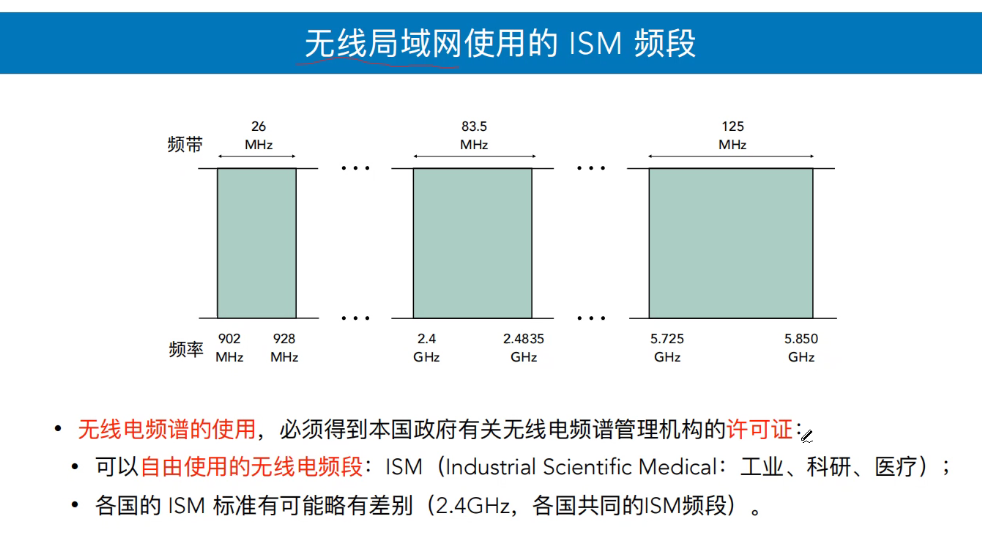 无线局域网使用的 ISM 频段
26 83.5 125
频带 MHz MHz MHz
902 928 2.4 2.4835 5.725 5.850
频率 MHz MHz GHz GHz GHz GHz
• 无线电频谱的使用，必须得到本国政府有关无线电频谱管理机构的许可证：
• 可以自由使用的无线电频段：ISM（Industrial Scientific Medical：工业、科研、医疗）；
• 各国的 ISM 标准有可能略有差别（2.4GHz，各国共同的ISM频段）。